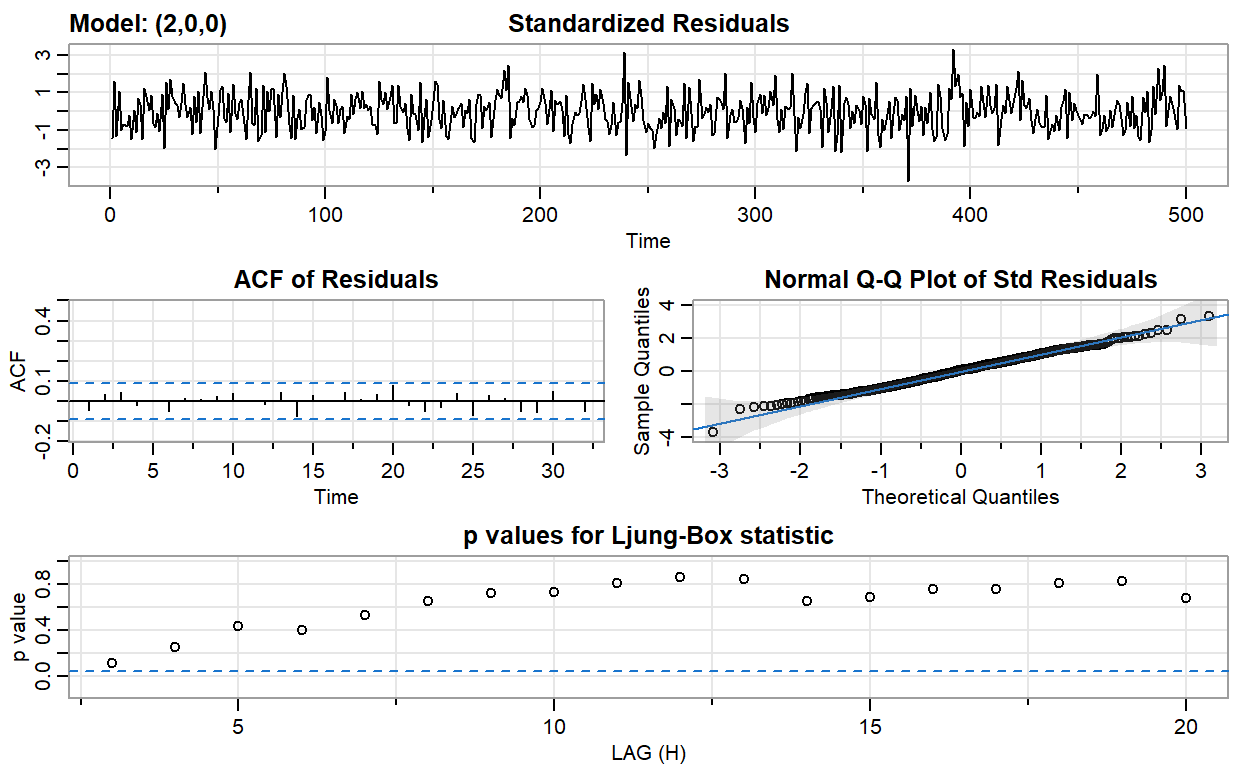 Model: (2,0,0) Standardized Residuals
3
1
-1
-3
0 100 200 300 400 500
Time
ACF of Residuals
ACF
0.4
0.1
-0.2
0 5 10 15 20 25 30
Time
Normal Q-Q Plot of Std Residuals
Sample Quantiles
4
2
0
-4
-3 -2 -1 0 1 2 3
Theoretical Quantiles
p values for Ljung-Box statistic
p value
0.8
0.4
0.0
5 10 15 20
LAG (H)